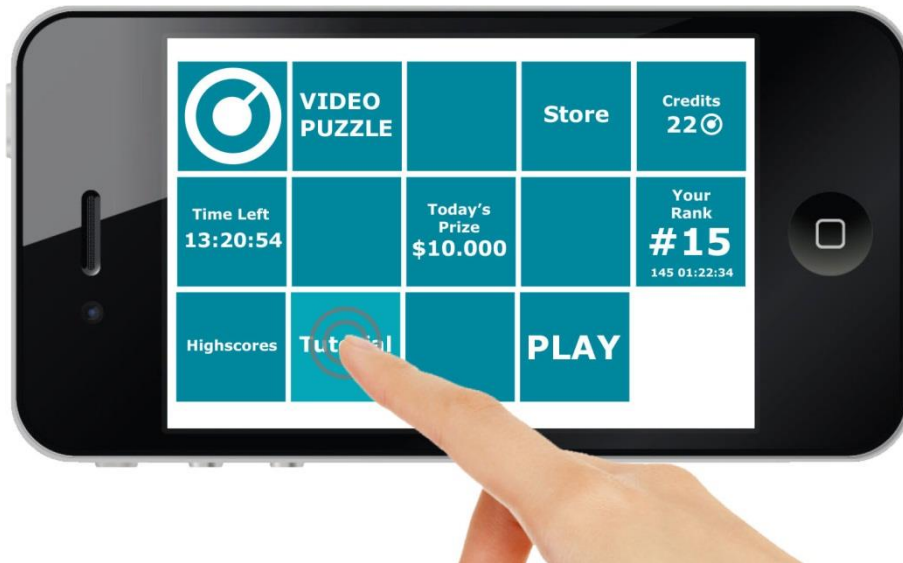 VIDEO
PUZZLE
Store
Credits
22
Time Left
13:20:54
Today's
Prize
$10.000
Your
Rank
#15
145 01:22:34
Highscores
Tutorial
PLAY